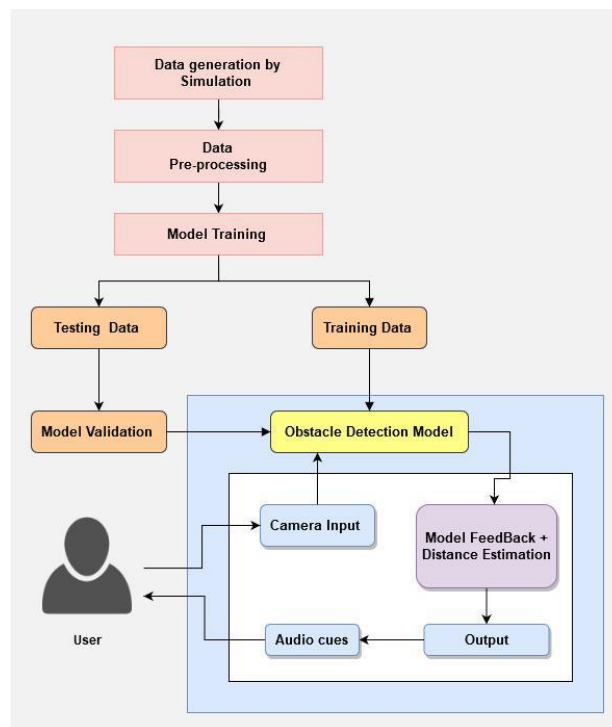 Data generation by
Simulation
Data
Pre-processing
Model Training
Testing Data
Training Data
Model Validation
Obstacle Detection Model
Camera Input
Model FeedBack +
Distance Estimation
User
Audio cues
Output